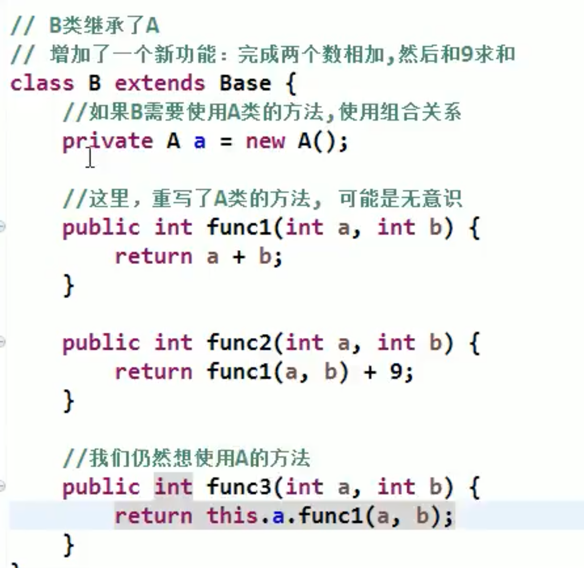 // B类继承了A
// 增加了一个新功能：完成两个数相加,然后和9求和
class B extends Base {
    //如果B需要使用A类的方法,使用组合关系
    private A a = new A();
    //这里，重写了A类的方法, 可能是无意识
    public int func1(int a, int b) {
        return a + b;
    }
    public int func2(int a, int b) {
        return func1(a, b) + 9;
    }
    //我们仍然想使用A的方法
    public int func3(int a, int b) {
        return this.a.func1(a, b);
    }